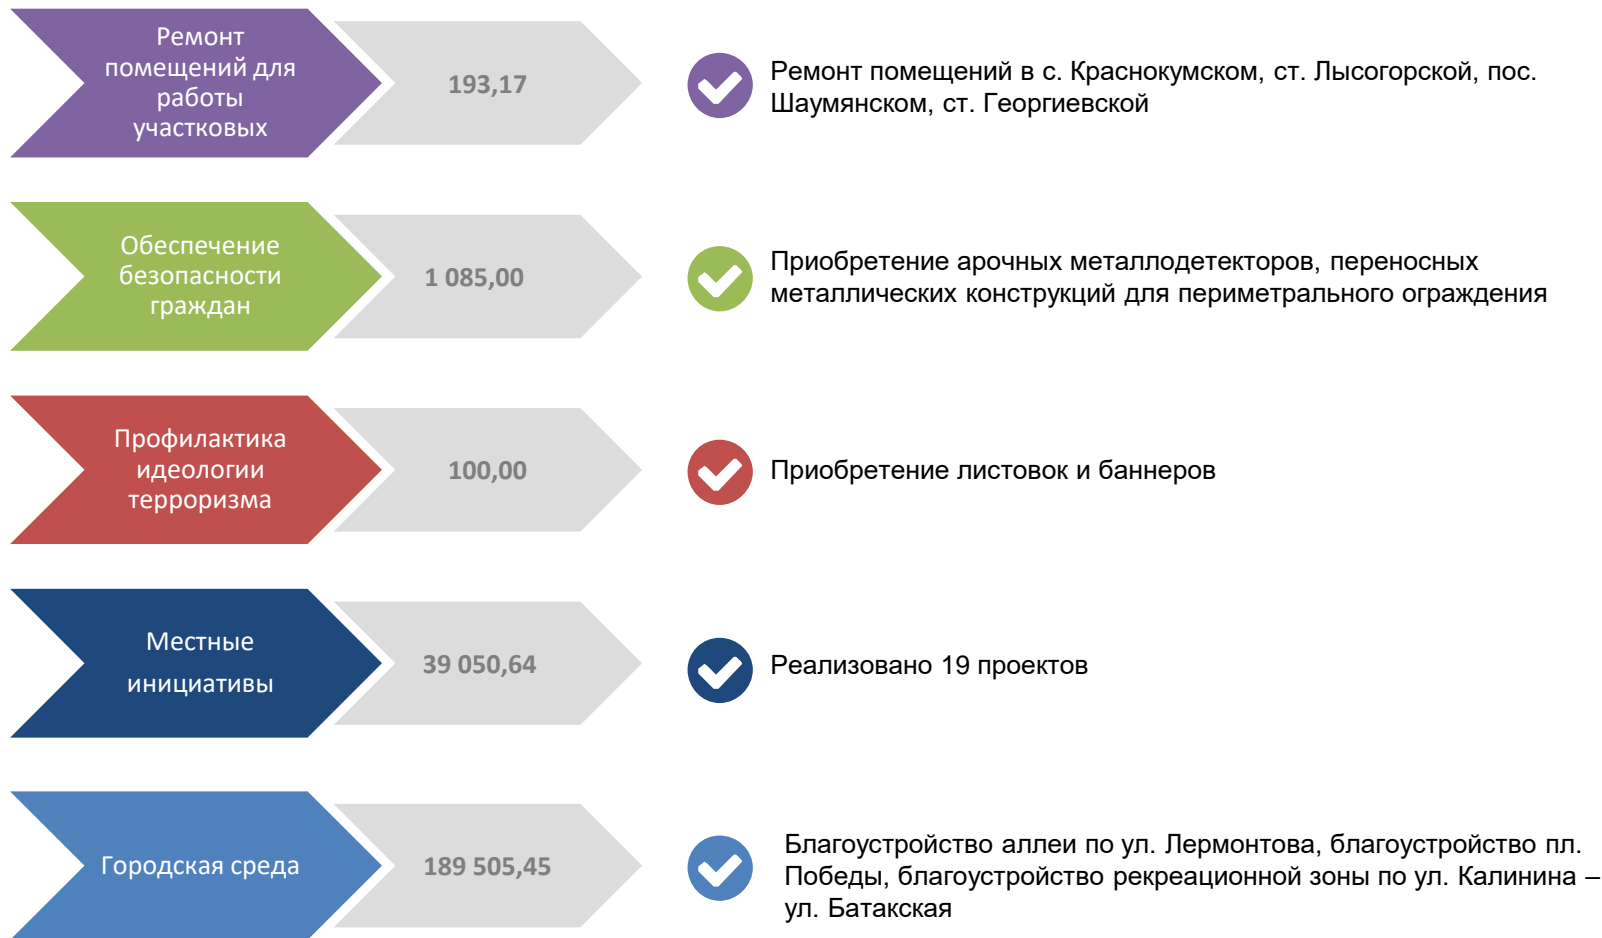 Ремонт
помещений для
работы
участковых
193,17
Ремонт помещений в с. Краснокумском, ст. Лысогорской, пос.
Шаумянском, ст. Георгиевской
Обеспечение
безопасности
граждан
1 085,00
Приобретение арочных металлодетекторов, переносных
металлических конструкций для периметрального ограждения
Профилактика
идеологии
терроризма
100,00
Приобретение листовок и баннеров
Местные
инициативы
39 050,64
Реализовано 19 проектов
Городская среда
189 505,45
Благоустройство аллеи по ул. Лермонтова, благоустройство пл.
Победы, благоустройство рекреационной зоны по ул. Калинина –
ул. Батакская